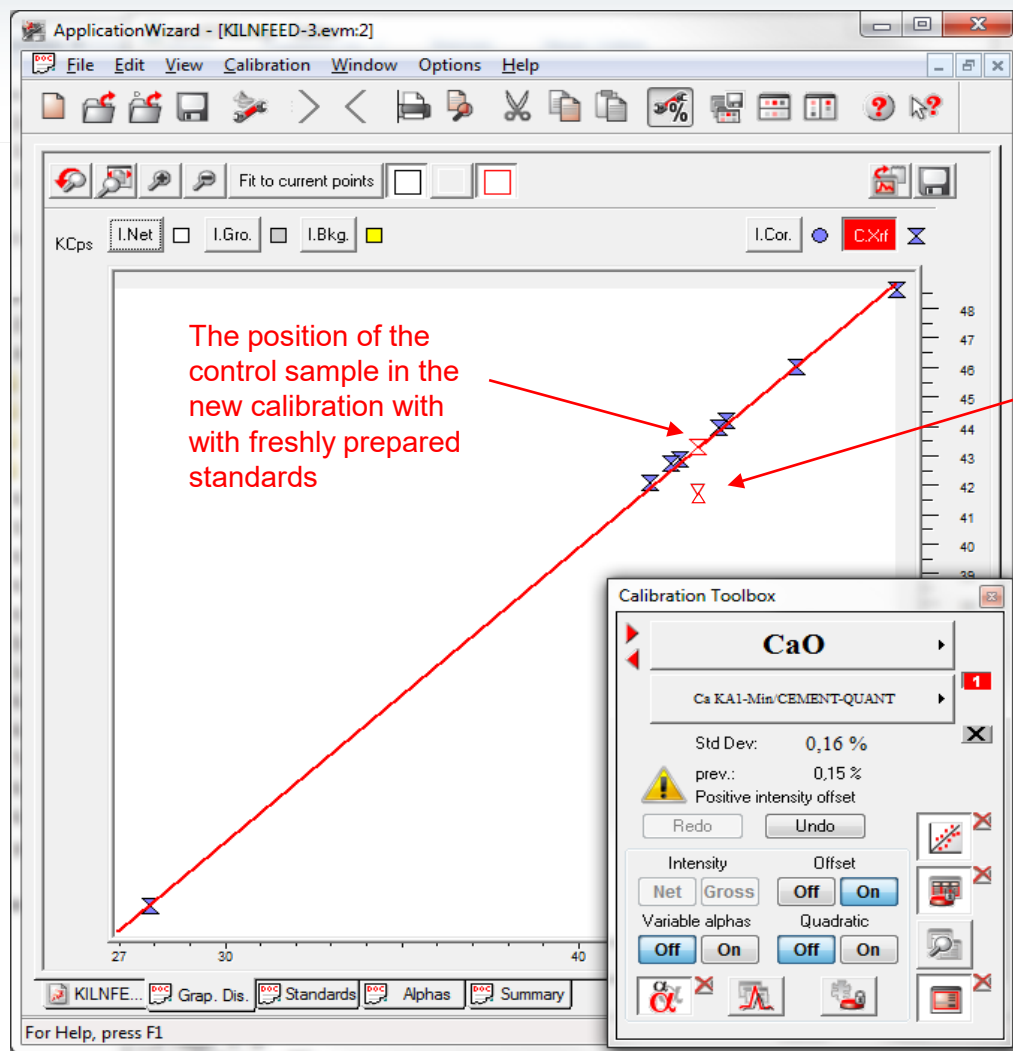 ApplicationWizard - [KILNFEED-3.evm:2]
File Edit View Calibration Window Options Help
Fit to current points
KCps I.Net I.Gro. I.Bkg. I.Cor. C.Xrf
The position of the
control sample in the
new calibration with
with freshly prepared
standards
48
47
46
45
44
43
42
41
40
39
27 30 40
Calibration Toolbox
CaO
Ca KA1-Min/CEMENT-QUANT
1
Std Dev: 0,16 %
prev.: 0,15 %
Positive intensity offset
Redo Undo
Intensity Offset
Net Gross Off On
Variable alphas Quadratic
Off On Off On
KILNFE... Grap. Dis. Standards Alphas Summary
For Help, press F1